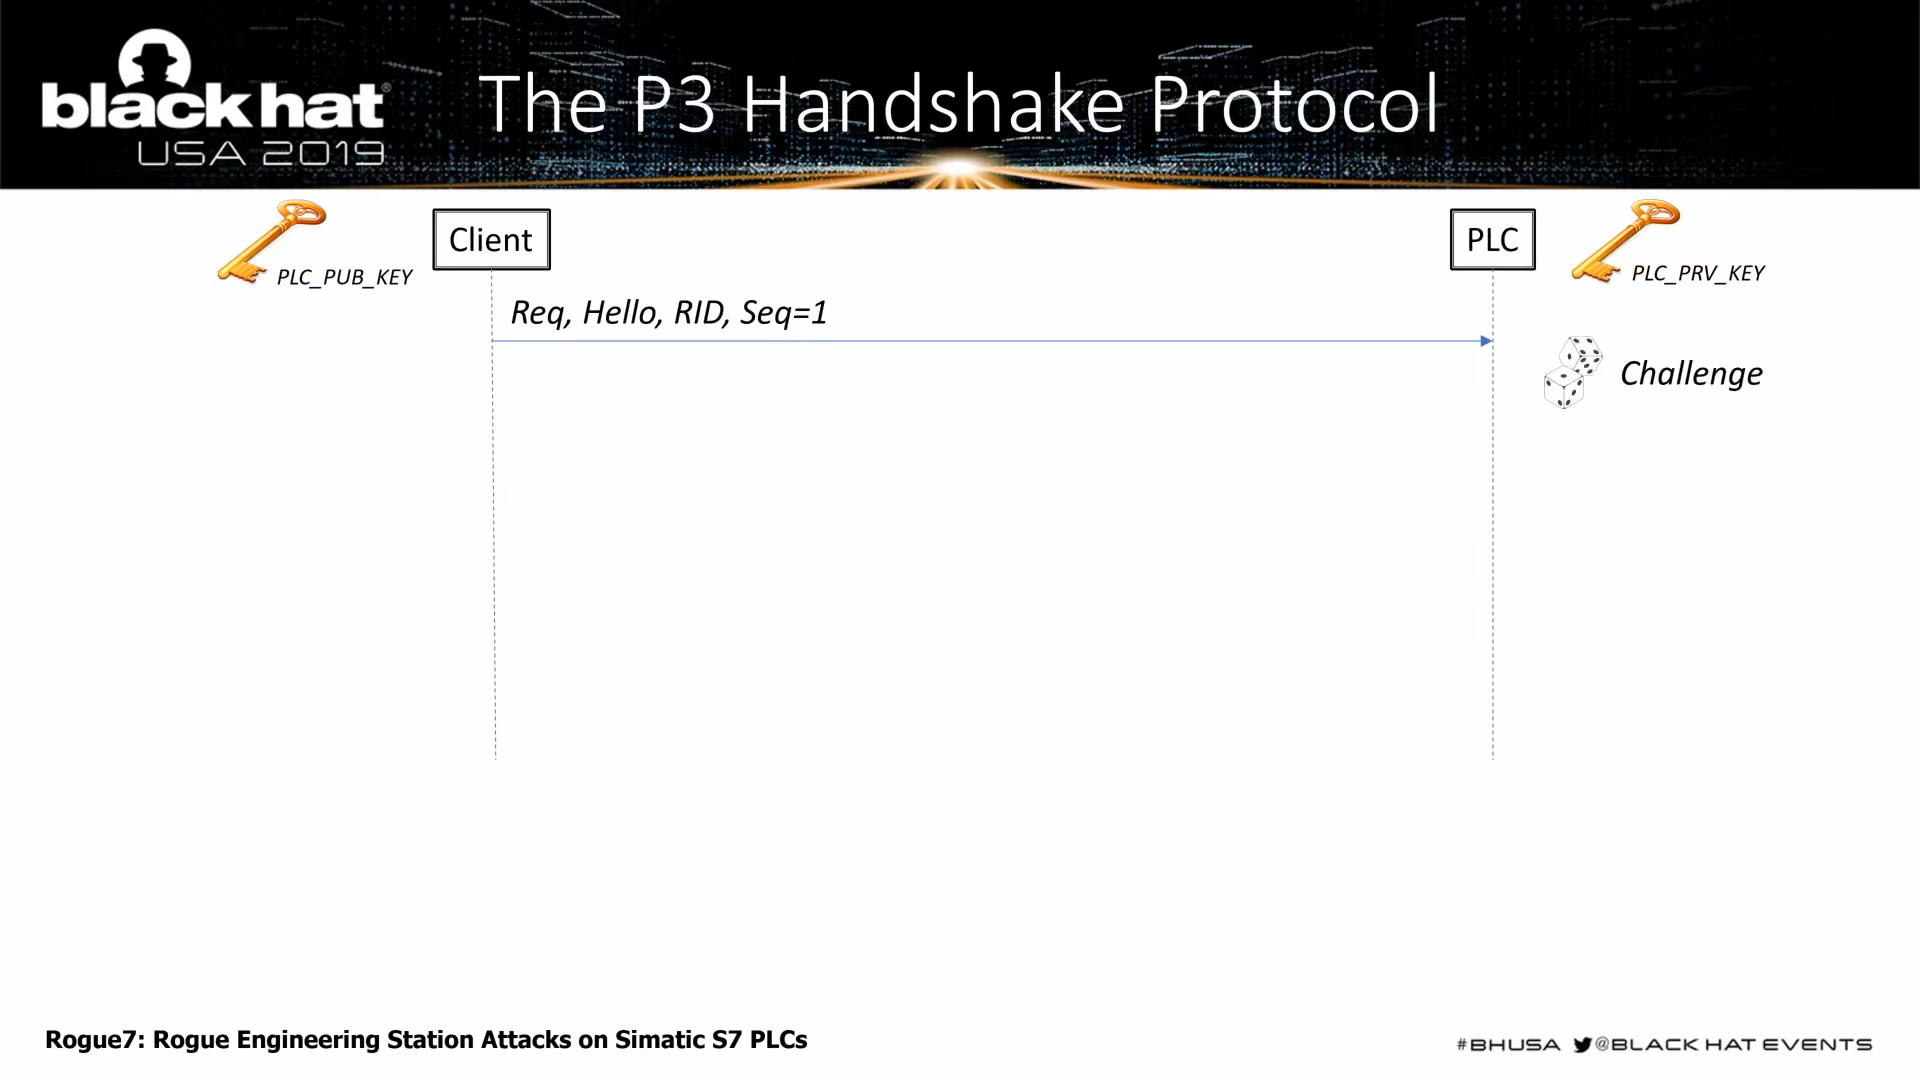 black hat®
USA 2019
The P3 Handshake Protocol
Client
PLC
PLC_PUB_KEY
PLC_PRV_KEY
Req, Hello, RID, Seq=1
Challenge
Rogue7: Rogue Engineering Station Attacks on Simatic S7 PLCs
#BHUSA @BLACK HAT EVENTS